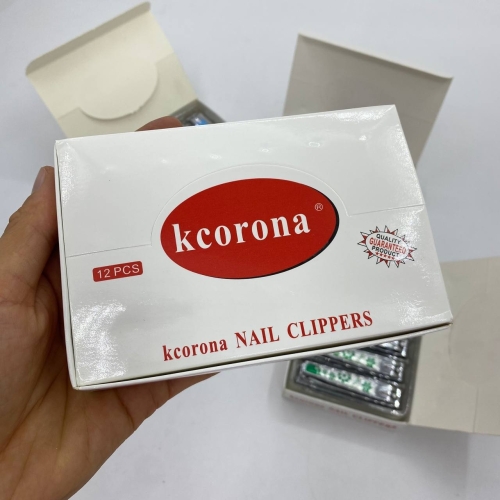 kcorona ®
QUALITY
GUARANTEED
PRODUCT
12 PCS
kcorona NAIL CLIPPERS